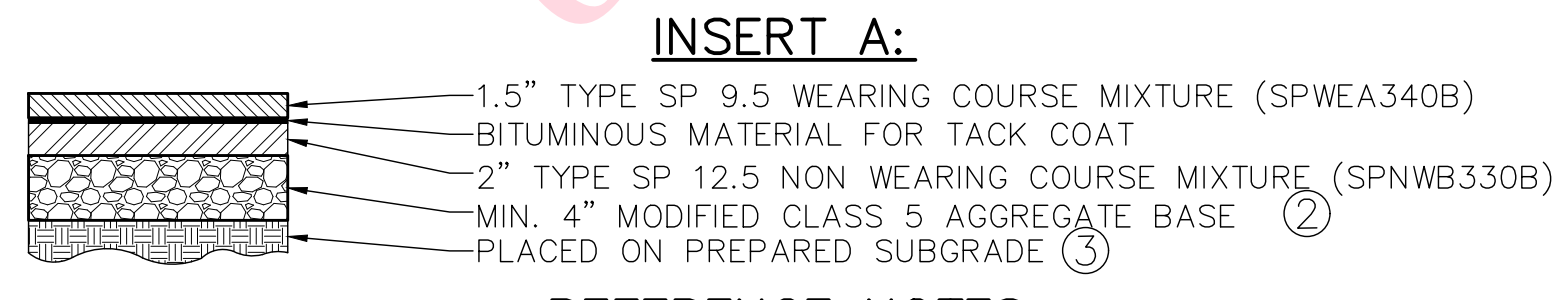 INSERT A:
1.5” TYPE SP 9.5 WEARING COURSE MIXTURE (SPWEA340B)
BITUMINOUS MATERIAL FOR TACK COAT
2” TYPE SP 12.5 NON WEARING COURSE MIXTURE (SPNWB330B)
MIN. 4” MODIFIED CLASS 5 AGGREGATE BASE ②
PLACED ON PREPARED SUBGRADE ③